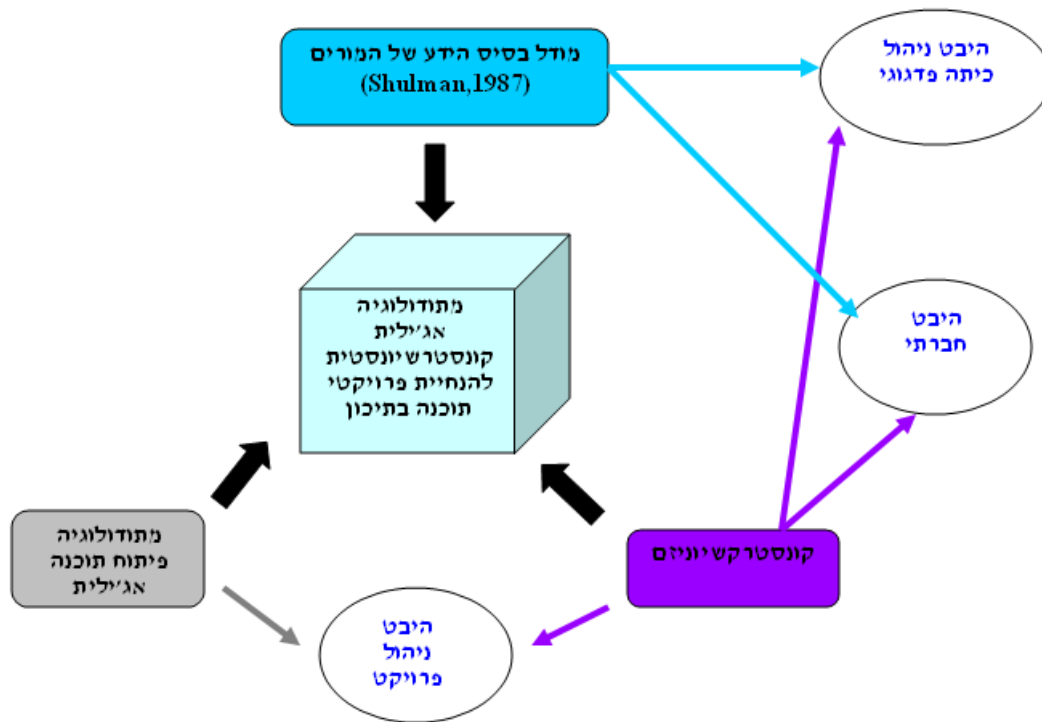 מודל בסיס הידע של המורים
(Shulman,1987)
היבט ניהול
כיתה פדגוגי
מתודולוגיה
אג'ילית
קונסטרשיונסטית
להנחיית פרויקטי
תוכנה בתיכון
היבט
חברתי
מתודולוגיה
פיתוח תוכנה
אג'ילית
קונסטרקשיוניזם
היבט
ניהול
פרויקט